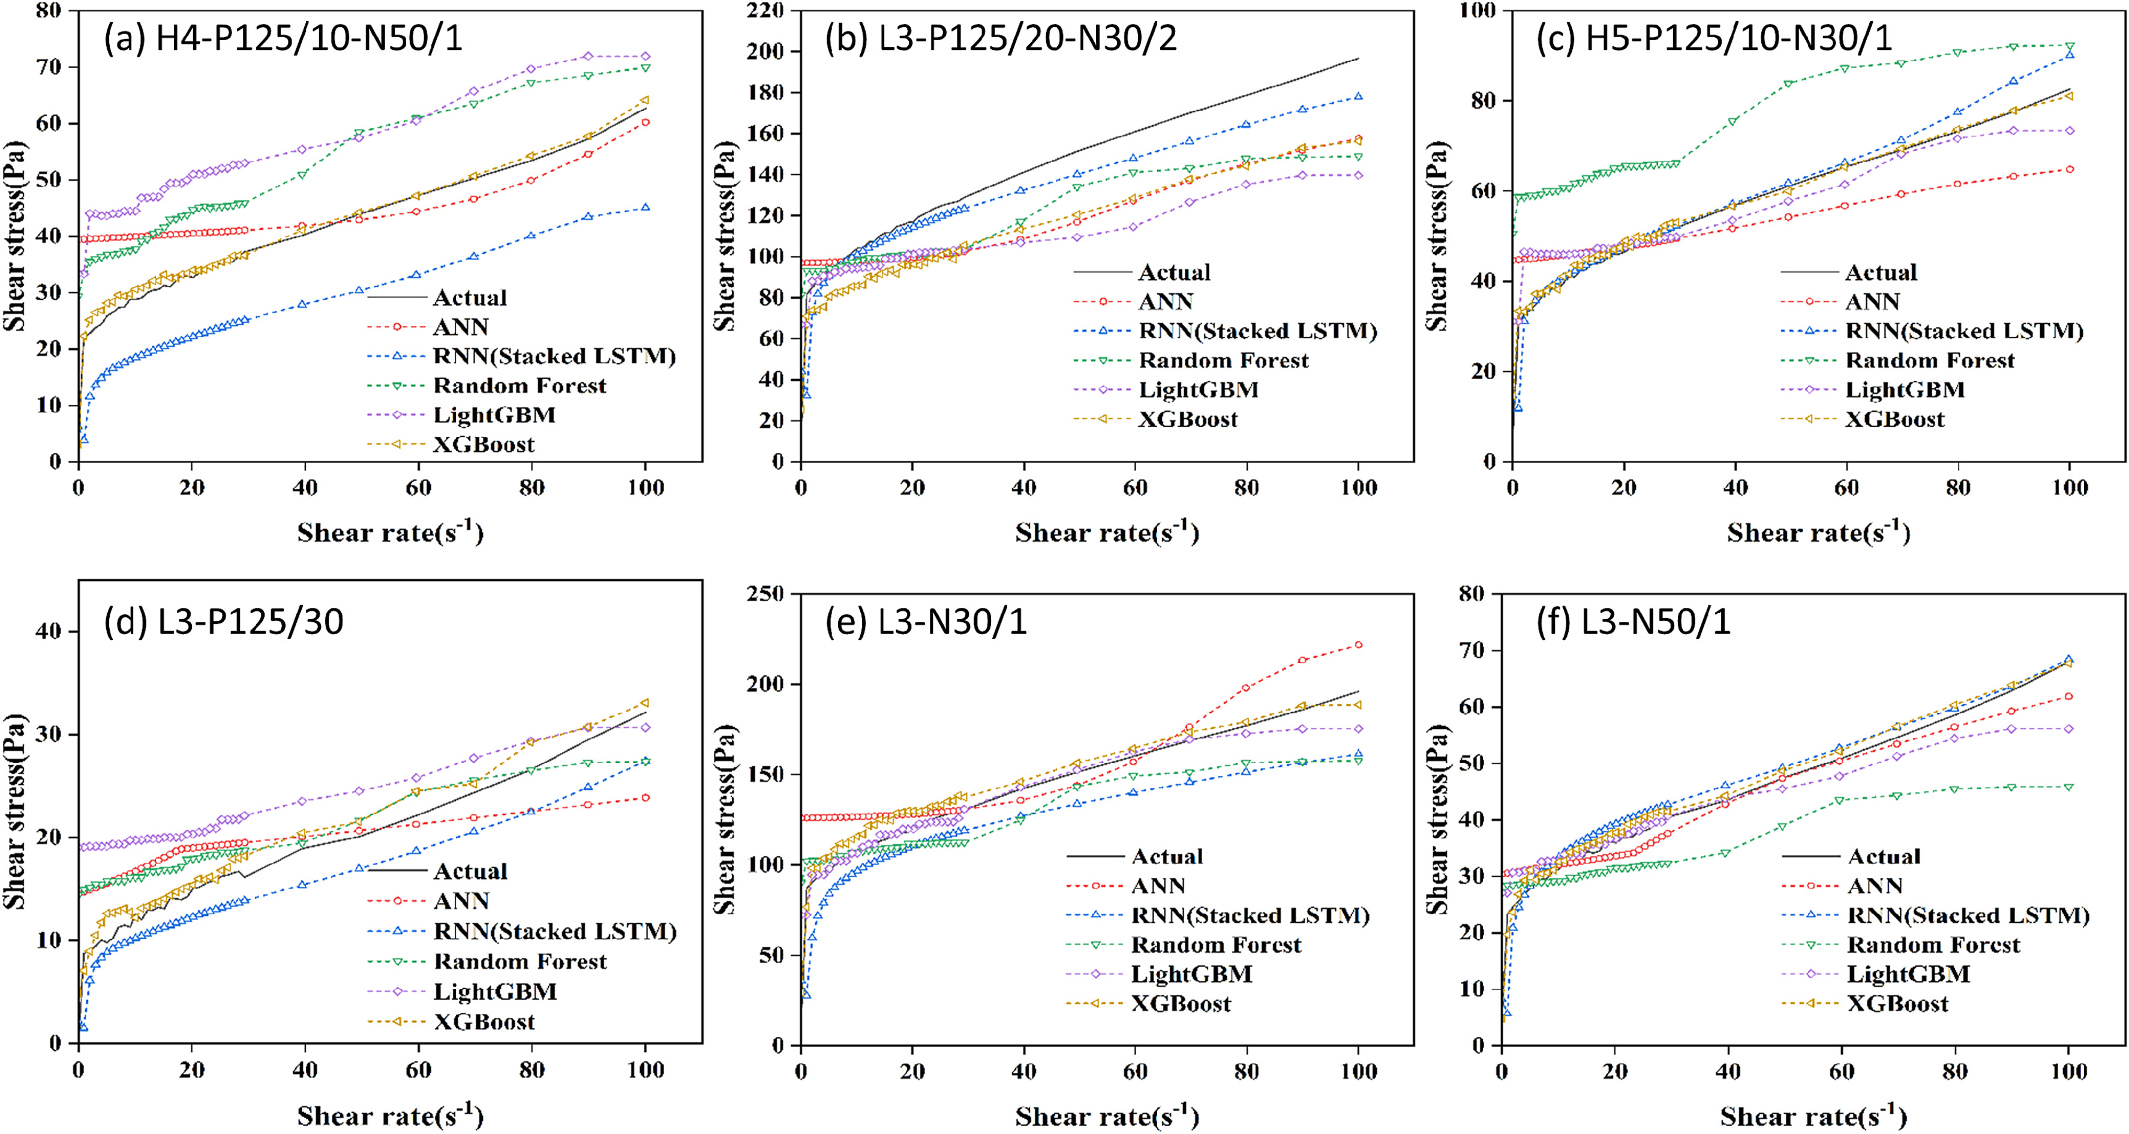 (a) H4-P125/10-N50/1
Shear stress(Pa)
80
70
60
50
40
30
20
10
0
Actual
ANN
RNN(Stacked LSTM)
Random Forest
LightGBM
XGBoost
0 20 40 60 80 100
Shear rate(s⁻¹)
(b) L3-P125/20-N30/2
Shear stress(Pa)
220
200
180
160
140
120
100
80
60
40
20
0
Actual
ANN
RNN(Stacked LSTM)
Random Forest
LightGBM
XGBoost
0 20 40 60 80 100
Shear rate(s⁻¹)
(c) H5-P125/10-N30/1
Shear stress(Pa)
100
80
60
40
20
0
Actual
ANN
RNN(Stacked LSTM)
Random Forest
LightGBM
XGBoost
0 20 40 60 80 100
Shear rate(s⁻¹)
(d) L3-P125/30
Shear stress(Pa)
40
30
20
10
0
Actual
ANN
RNN(Stacked LSTM)
Random Forest
LightGBM
XGBoost
0 20 40 60 80 100
Shear rate(s⁻¹)
(e) L3-N30/1
Shear stress(Pa)
250
200
150
100
50
0
Actual
ANN
RNN(Stacked LSTM)
Random Forest
LightGBM
XGBoost
0 20 40 60 80 100
Shear rate(s⁻¹)
(f) L3-N50/1
Shear stress(Pa)
80
70
60
50
40
30
20
10
0
Actual
ANN
RNN(Stacked LSTM)
Random Forest
LightGBM
XGBoost
0 20 40 60 80 100
Shear rate(s⁻¹)